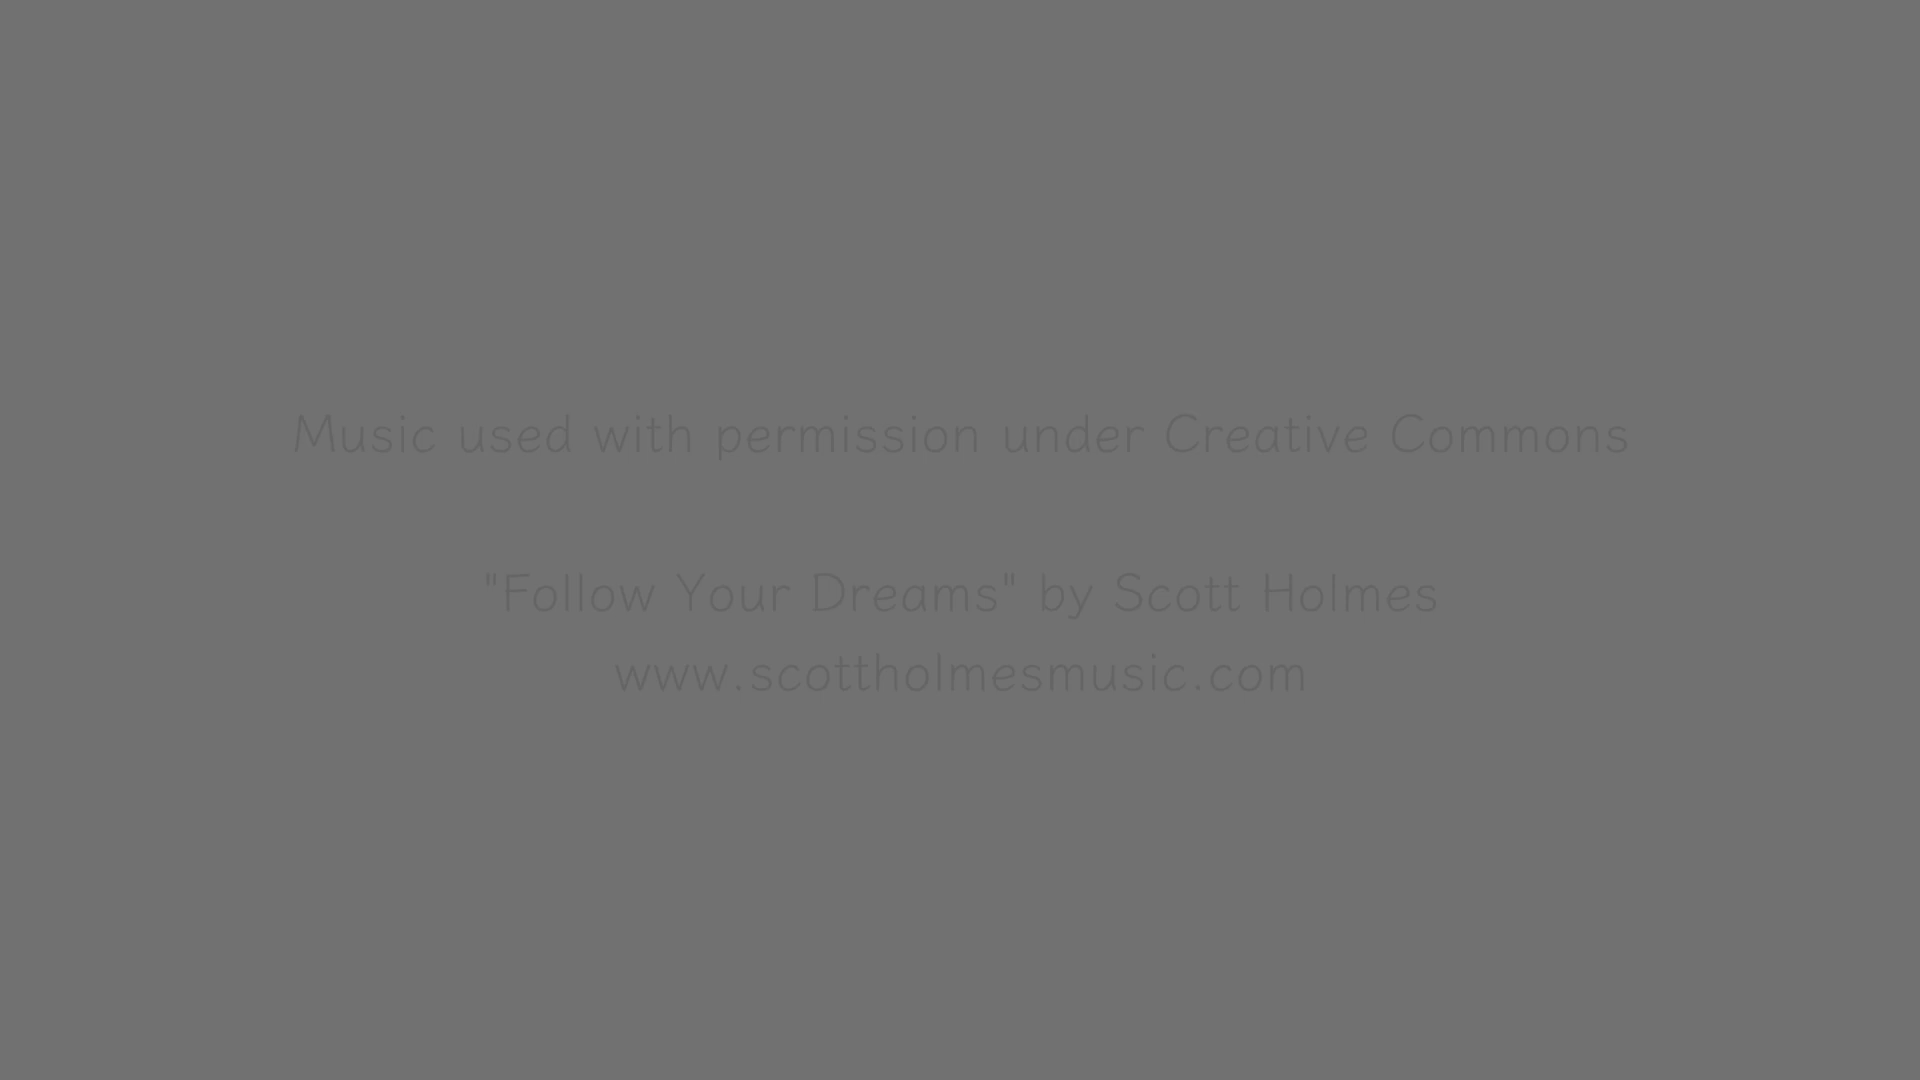 Music used with permission under Creative Commons
"Follow Your Dreams" by Scott Holmes
www.scottholmesmusic.com